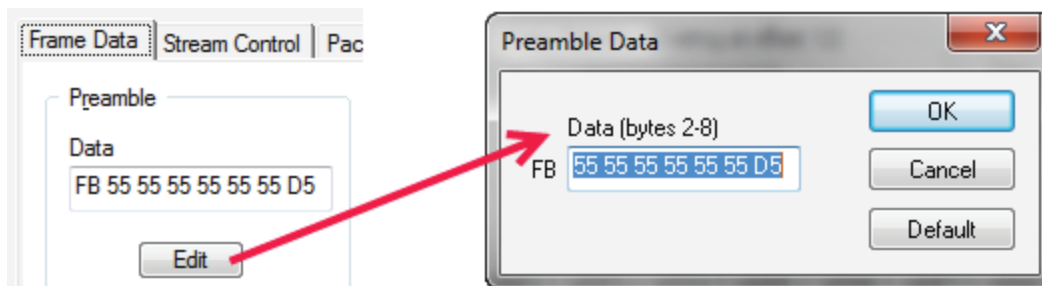 Frame Data Stream Control Pac
Preamble
Data
FB 55 55 55 55 55 55 D5
Edit
Preamble Data
Data (bytes 2-8)
FB 55 55 55 55 55 55 D5
OK
Cancel
Default